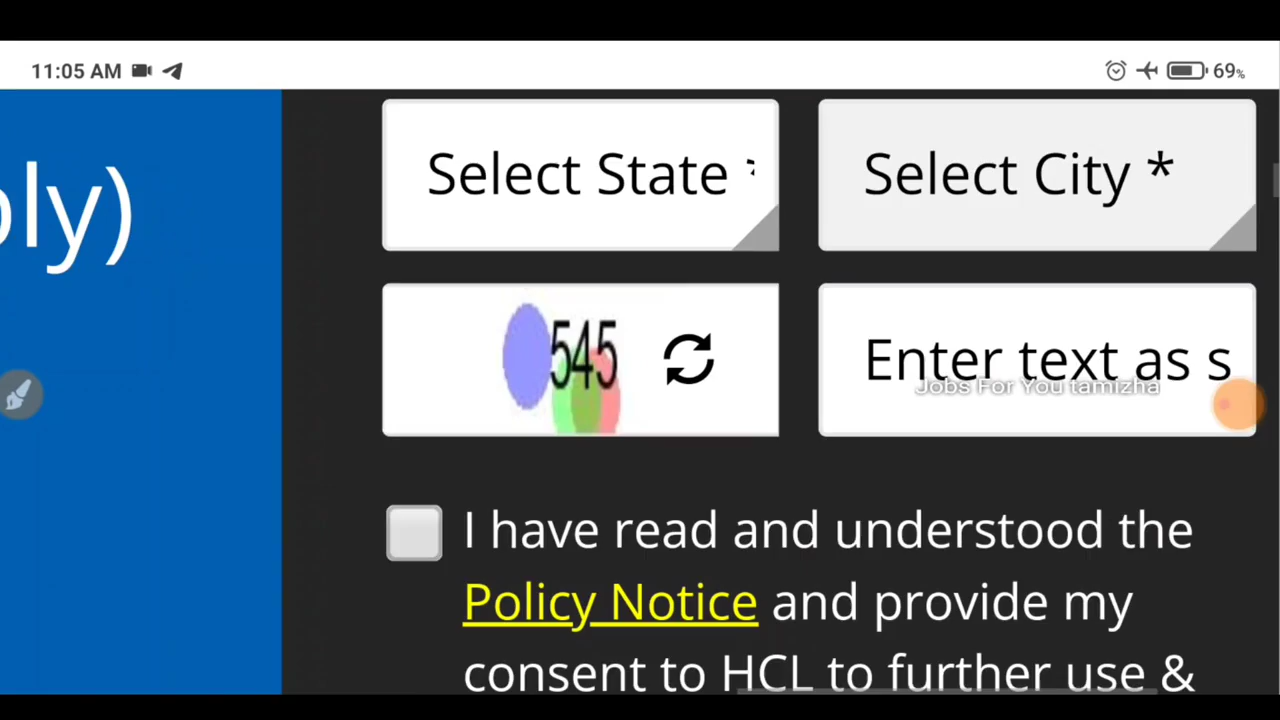 11:05 AM
69%
ply)
Select State *
Select City *
545
Enter text as s
Jobs For You tamizha
I have read and understood the
Policy Notice and provide my
consent to HCL to further use &